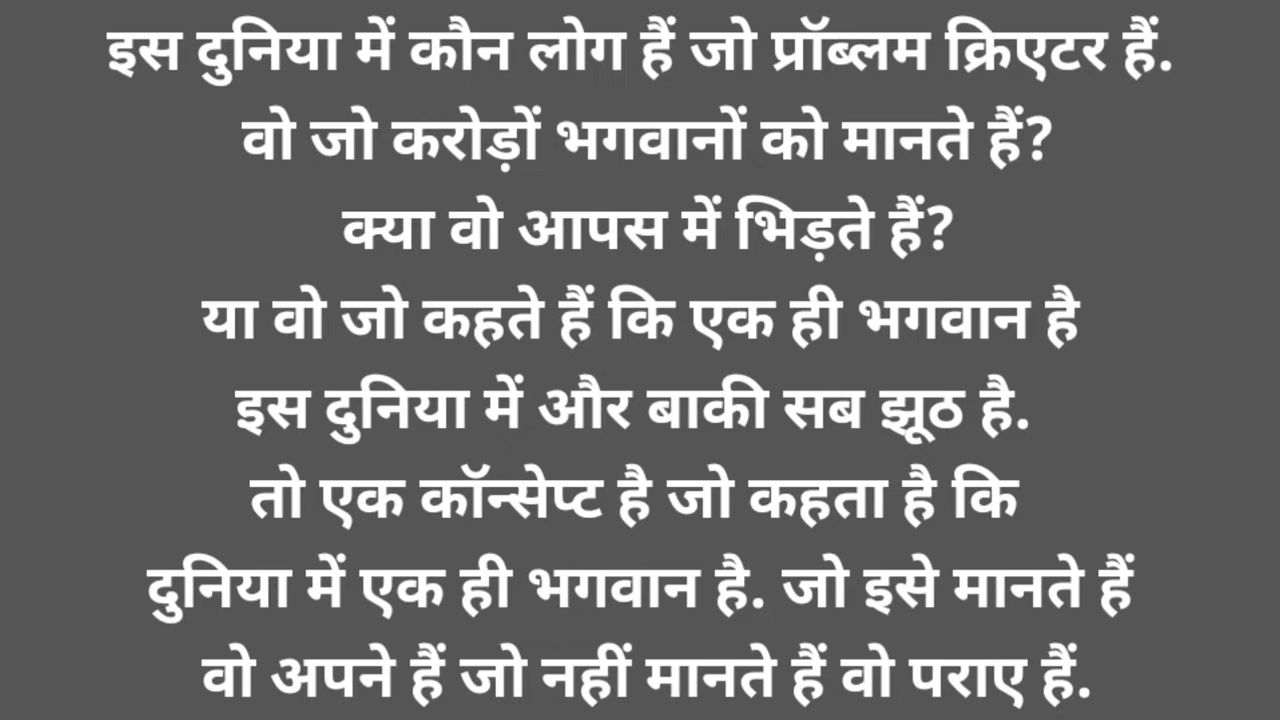 इस दुनिया में कौन लोग हैं जो प्रॉब्लम क्रिएटर हैं.
वो जो करोड़ों भगवानों को मानते हैं?
क्या वो आपस में भिड़ते हैं?
या वो जो कहते हैं कि एक ही भगवान है
इस दुनिया में और बाकी सब झूठ है.
तो एक कॉन्सेप्ट है जो कहता है कि
दुनिया में एक ही भगवान है. जो इसे मानते हैं
वो अपने हैं जो नहीं मानते हैं वो पराए हैं.